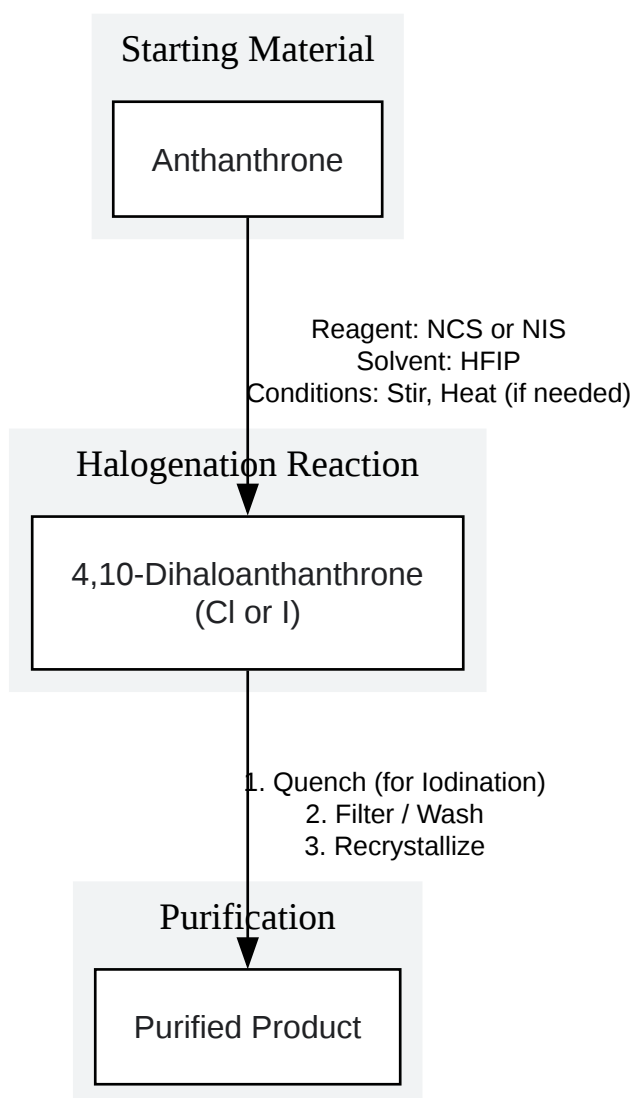 Starting Material
Anthanthrone
Reagent: NCS or NIS
Solvent: HFIP
Conditions: Stir, Heat (if needed)
Halogenation Reaction
4,10-Dihaloanthanthrone
(Cl or I)
1. Quench (for Iodination)
2. Filter / Wash
3. Recrystallize
Purification
Purified Product